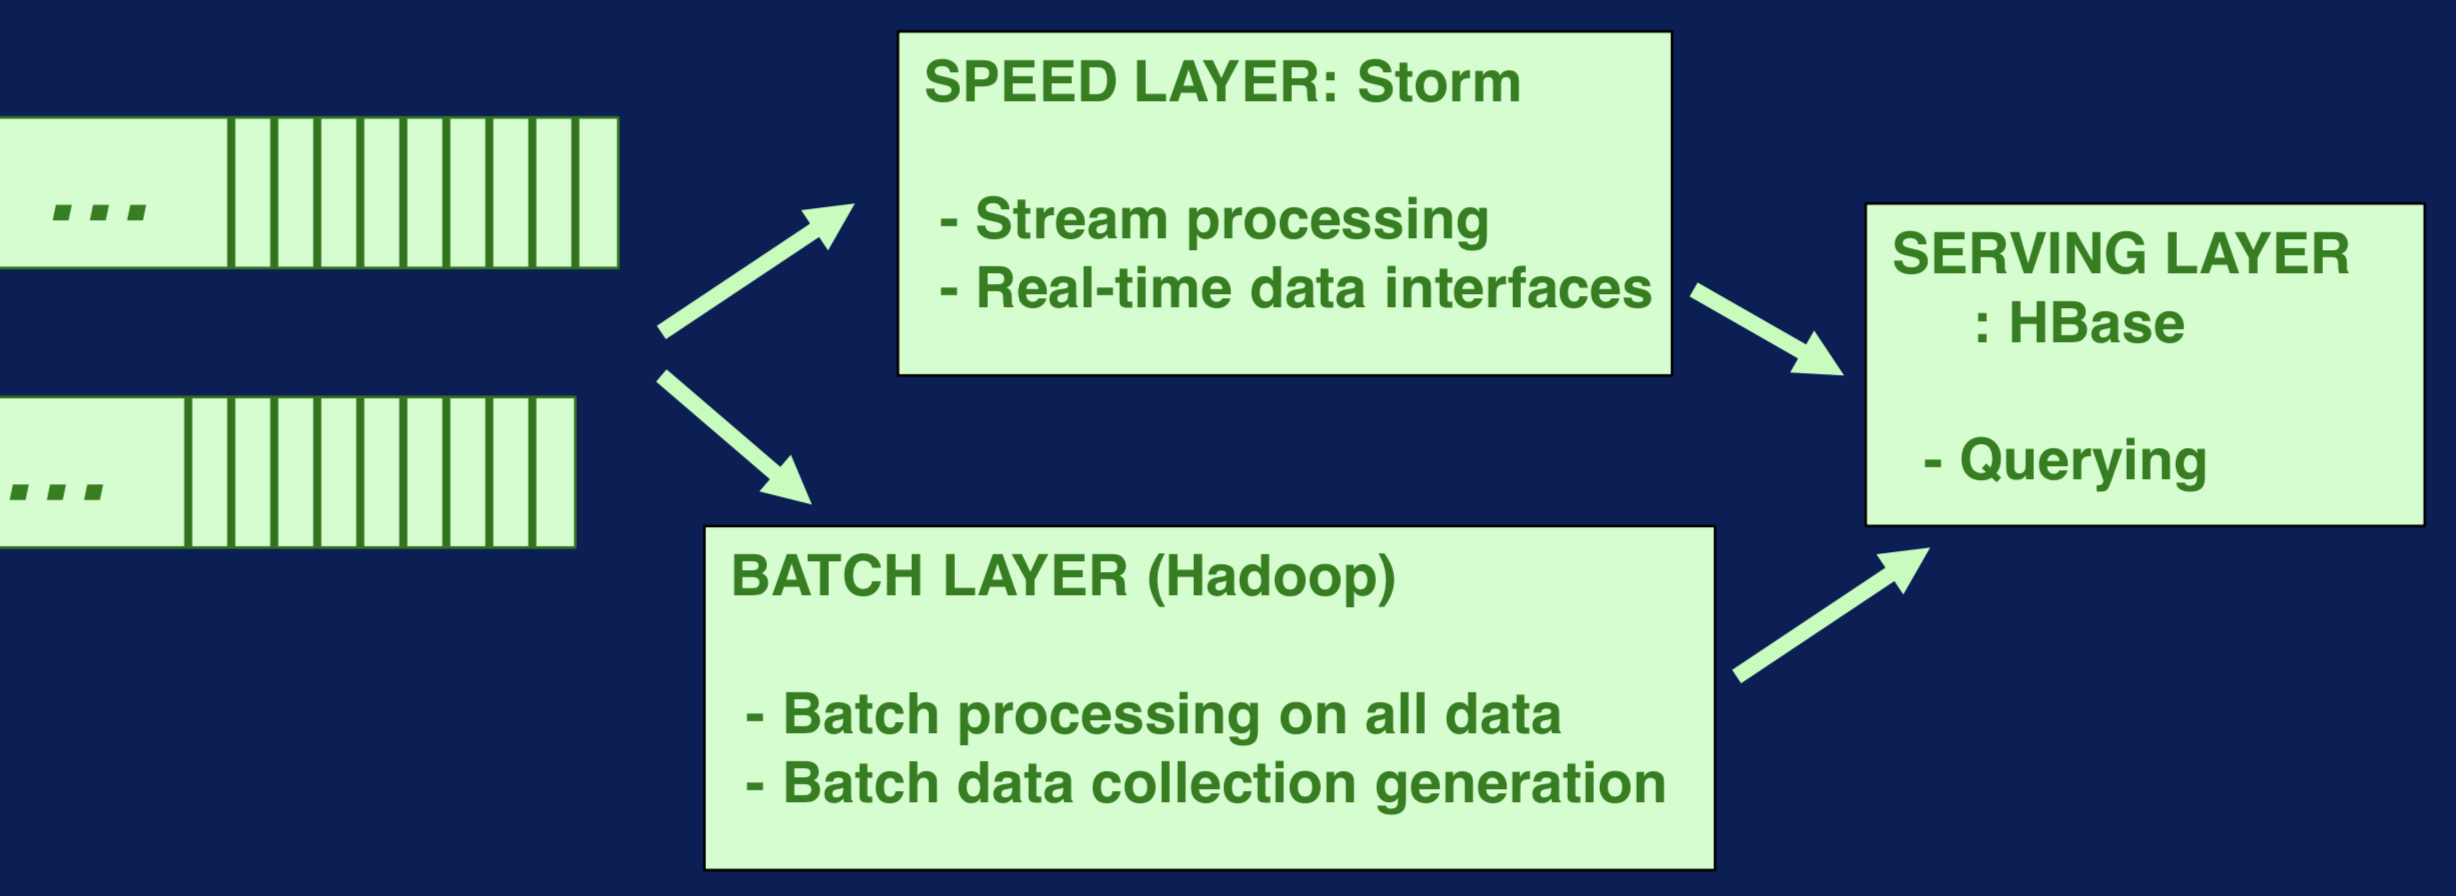 ...
...
SPEED LAYER: Storm
- Stream processing
- Real-time data interfaces
BATCH LAYER (Hadoop)
- Batch processing on all data
- Batch data collection generation
SERVING LAYER
: HBase
- Querying